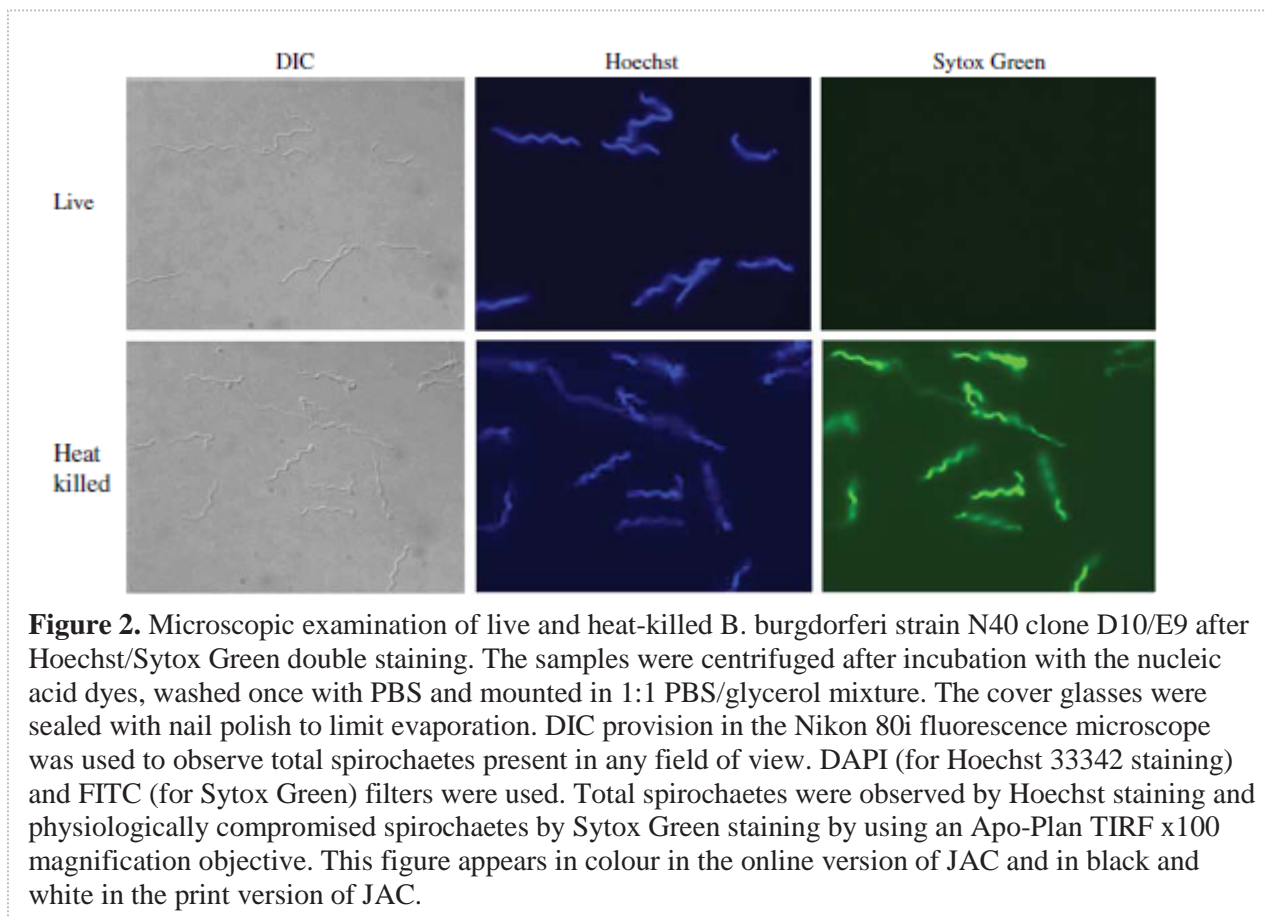 DIC Hoechst Sytox Green
Live
Heat
killed
Figure 2. Microscopic examination of live and heat-killed B. burgdorferi strain N40 clone D10/E9 after
Hoechst/Sytox Green double staining. The samples were centrifuged after incubation with the nucleic
acid dyes, washed once with PBS and mounted in 1:1 PBS/glycerol mixture. The cover glasses were
sealed with nail polish to limit evaporation. DIC provision in the Nikon 80i fluorescence microscope
was used to observe total spirochaetes present in any field of view. DAPI (for Hoechst 33342 staining)
and FITC (for Sytox Green) filters were used. Total spirochaetes were observed by Hoechst staining and
physiologically compromised spirochaetes by Sytox Green staining by using an Apo-Plan TIRF x100
magnification objective. This figure appears in colour in the online version of JAC and in black and
white in the print version of JAC.